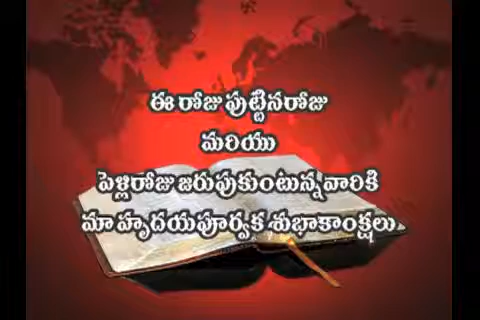 ఈ రోజు పుట్టినరోజు
మరియు
పెళ్లిరోజు జరుపుకుంటున్నవారికి
మా హృదయపూర్వక శుభాకాంక్షలు